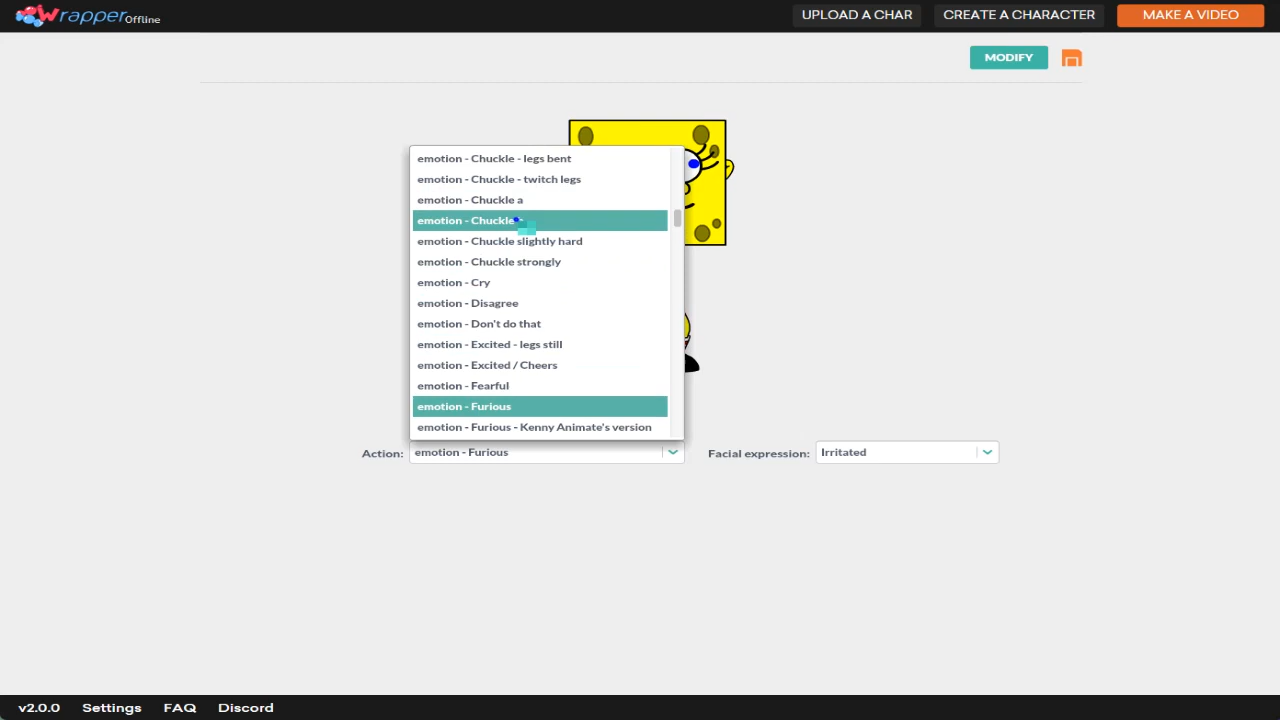 Wrapper Offline
UPLOAD A CHAR
CREATE A CHARACTER
MAKE A VIDEO
MODIFY
emotion - Chuckle - legs bent
emotion - Chuckle - twitch legs
emotion - Chuckle a
emotion - Chuckle
emotion - Chuckle slightly hard
emotion - Chuckle strongly
emotion - Cry
emotion - Disagree
emotion - Don't do that
emotion - Excited - legs still
emotion - Excited / Cheers
emotion - Fearful
emotion - Furious
emotion - Furious - Kenny Animate's version
Action: emotion - Furious
Facial expression: Irritated
v2.0.0 Settings FAQ Discord